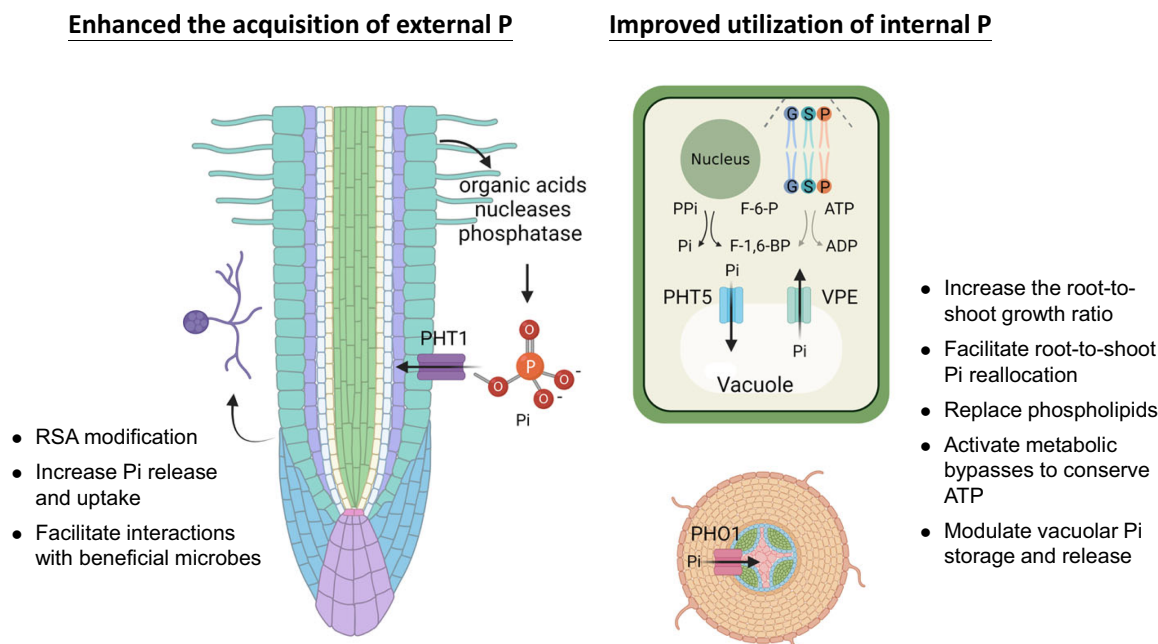 Enhanced the acquisition of external P
Improved utilization of internal P
organic acids
nucleases
phosphatase
PHT1
P
O
O
O
O
-
-
Pi
• RSA modification
• Increase Pi release
and uptake
• Facilitate interactions
with beneficial microbes
Nucleus
G S P
G S P
PPi F-6-P ATP
Pi F-1,6-BP ADP
Pi
PHT5 VPE
Pi
Vacuole
PHO1
Pi
• Increase the root-to-
shoot growth ratio
• Facilitate root-to-shoot
Pi reallocation
• Replace phospholipids
• Activate metabolic
bypasses to conserve
ATP
• Modulate vacuolar Pi
storage and release